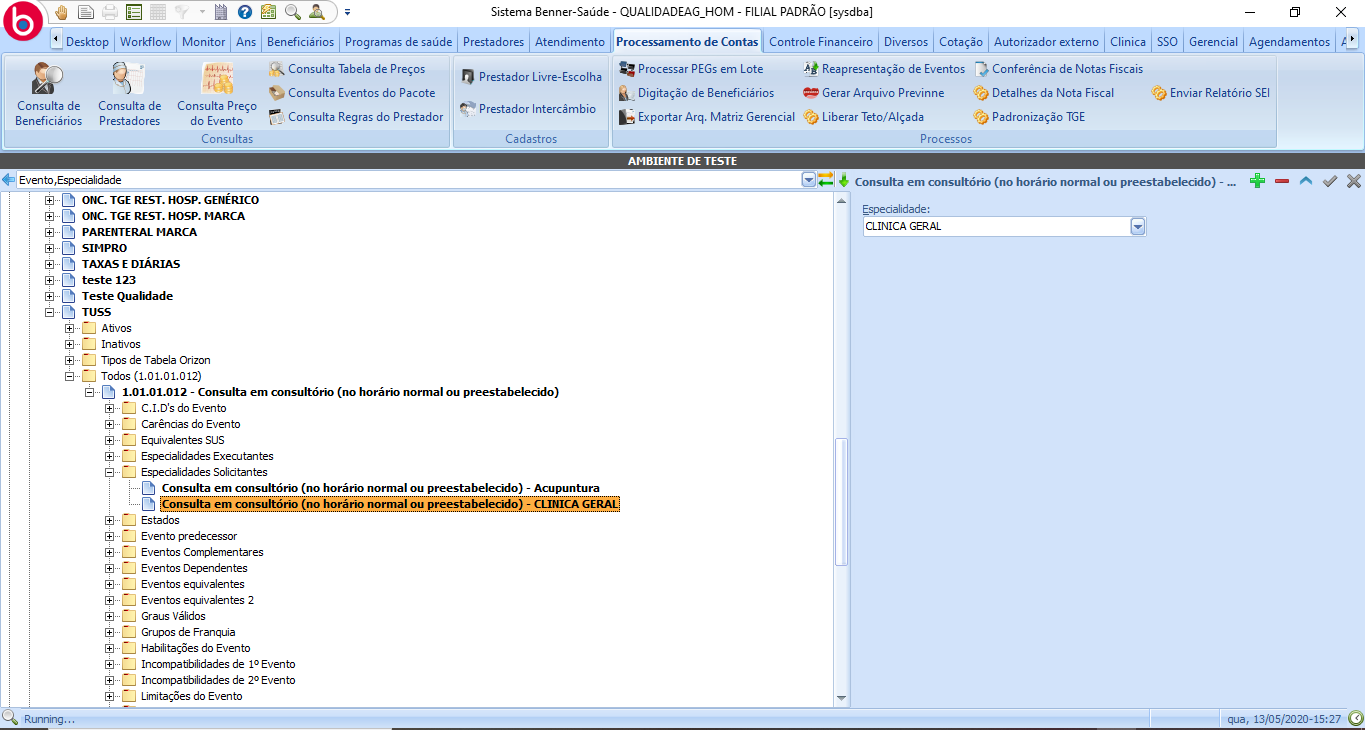 Sistema Benner-Saúde - QUALIDADEAG_HOM - FILIAL PADRÃO [sysdba]
b
Desktop Workflow Monitor Ans Beneficiários Programas de saúde Prestadores Atendimento Processamento de Contas Controle Financeiro Diversos Cotação Autorizador externo Clinica SSO Gerencial Agendamentos
Consulta de Beneficiários
Consulta de Prestadores
Consulta Preço do Evento
Consulta Tabela de Preços
Consulta Eventos do Pacote
Consulta Regras do Prestador
Consultas
Prestador Livre-Escolha
Prestador Intercâmbio
Cadastros
Processar PEGs em Lote
Digitação de Beneficiários
Exportar Arq. Matriz Gerencial
Reapresentação de Eventos
Gerar Arquivo Previnne
Liberar Teto/Alçada
Conferência de Notas Fiscais
Detalhes da Nota Fiscal
Padronização TGE
Enviar Relatório SEI
Processos
AMBIENTE DE TESTE
Evento,Especialidade
ONC. TGE REST. HOSP. GENÉRICO
ONC. TGE REST. HOSP. MARCA
PARENTERAL MARCA
SIMPRO
TAXAS E DIÁRIAS
teste 123
Teste Qualidade
TUSS
Ativos
Inativos
Tipos de Tabela Orizon
Todos (1.01.01.012)
1.01.01.012 - Consulta em consultório (no horário normal ou preestabelecido)
C.I.D's do Evento
Carências do Evento
Equivalentes SUS
Especialidades Executantes
Especialidades Solicitantes
Consulta em consultório (no horário normal ou preestabelecido) - Acupuntura
Consulta em consultório (no horário normal ou preestabelecido) - CLINICA GERAL
Estados
Evento predecessor
Eventos Complementares
Eventos Dependentes
Eventos equivalentes
Eventos equivalentes 2
Graus Válidos
Grupos de Franquia
Habilitações do Evento
Incompatibilidades de 1º Evento
Incompatibilidades de 2º Evento
Limitações do Evento
Consulta em consultório (no horário normal ou preestabelecido) - ...
Especialidade:
CLINICA GERAL
Running...
qua, 13/05/2020-15:27